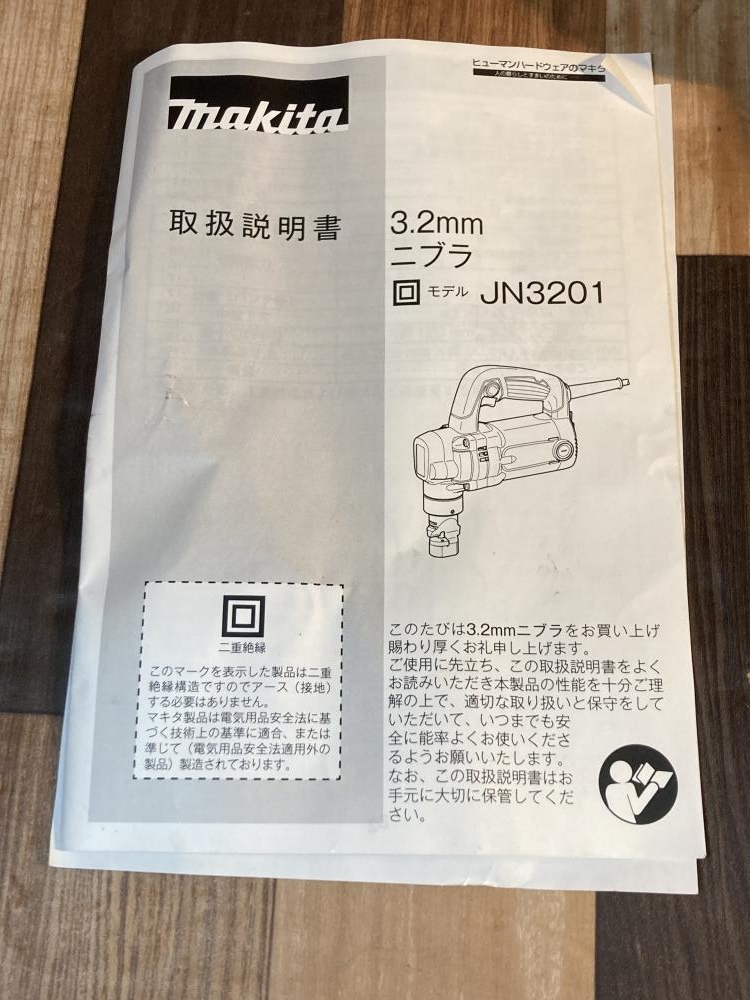 ヒューマンハードウェアのマキタ
人の暮らしとすまいのために
makita
取扱説明書
3.2mm
ニブラ
モデル JN3201
二重絶縁
このマークを表示した製品は二重
絶縁構造ですのでアース（接地）
する必要はありません。
マキタ製品は電気用品安全法に基
づく技術上の基準に適合、または
準じて（電気用品安全法適用外の
製品）製造されております。
このたびは3.2mmニブラをお買い上げ
賜わり厚くお礼申し上げます。
ご使用に先立ち、この取扱説明書をよく
お読みいただき本製品の性能を十分ご理
解の上で、適切な取り扱いと保守をして
いただいて、いつまでも安
全に能率よくお使いくださ
るようお願いいたします。
なお、この取扱説明書はお
手元に大切に保管してくだ
さい。